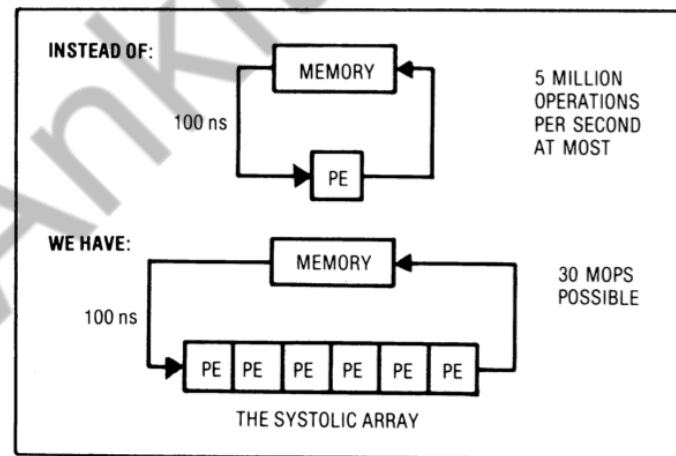 INSTEAD OF:
MEMORY
100 ns
PE
5 MILLION
OPERATIONS
PER SECOND
AT MOST
WE HAVE:
MEMORY
100 ns
PE PE PE PE PE PE
THE SYSTOLIC ARRAY
30 MOPS
POSSIBLE